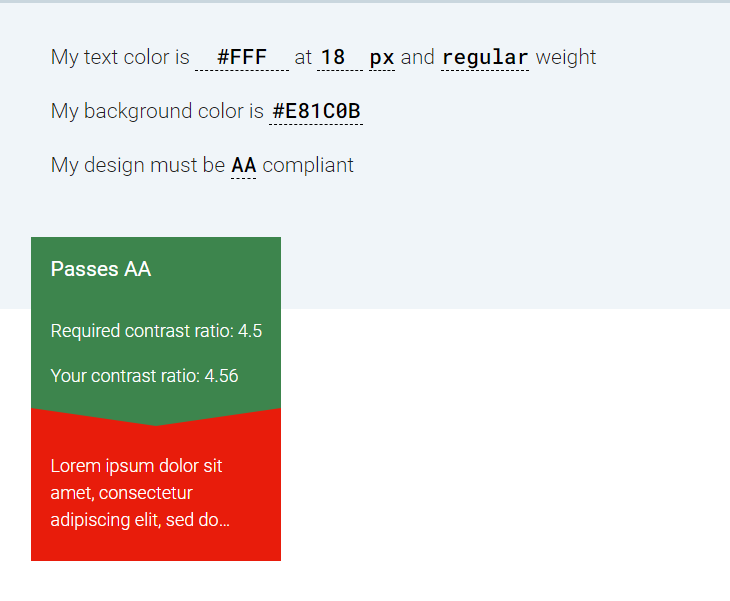 My text color is #FFF at 18 px and regular weight
My background color is #E81C0B
My design must be AA compliant
Passes AA
Required contrast ratio: 4.5
Your contrast ratio: 4.56
Lorem ipsum dolor sit
amet, consectetur
adipiscing elit, sed do…